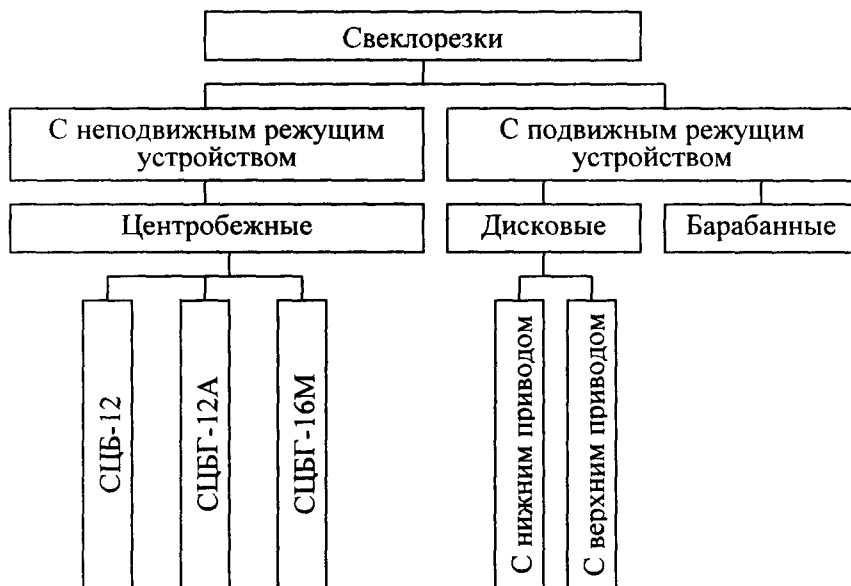 Свеклорезки
С неподвижным режущим
устройством
С подвижным режущим
устройством
Центробежные
Дисковые
Барабанные
СЦБ-12
СЦБГ-12А
СЦБГ-16М
С нижним приводом
С верхним приводом